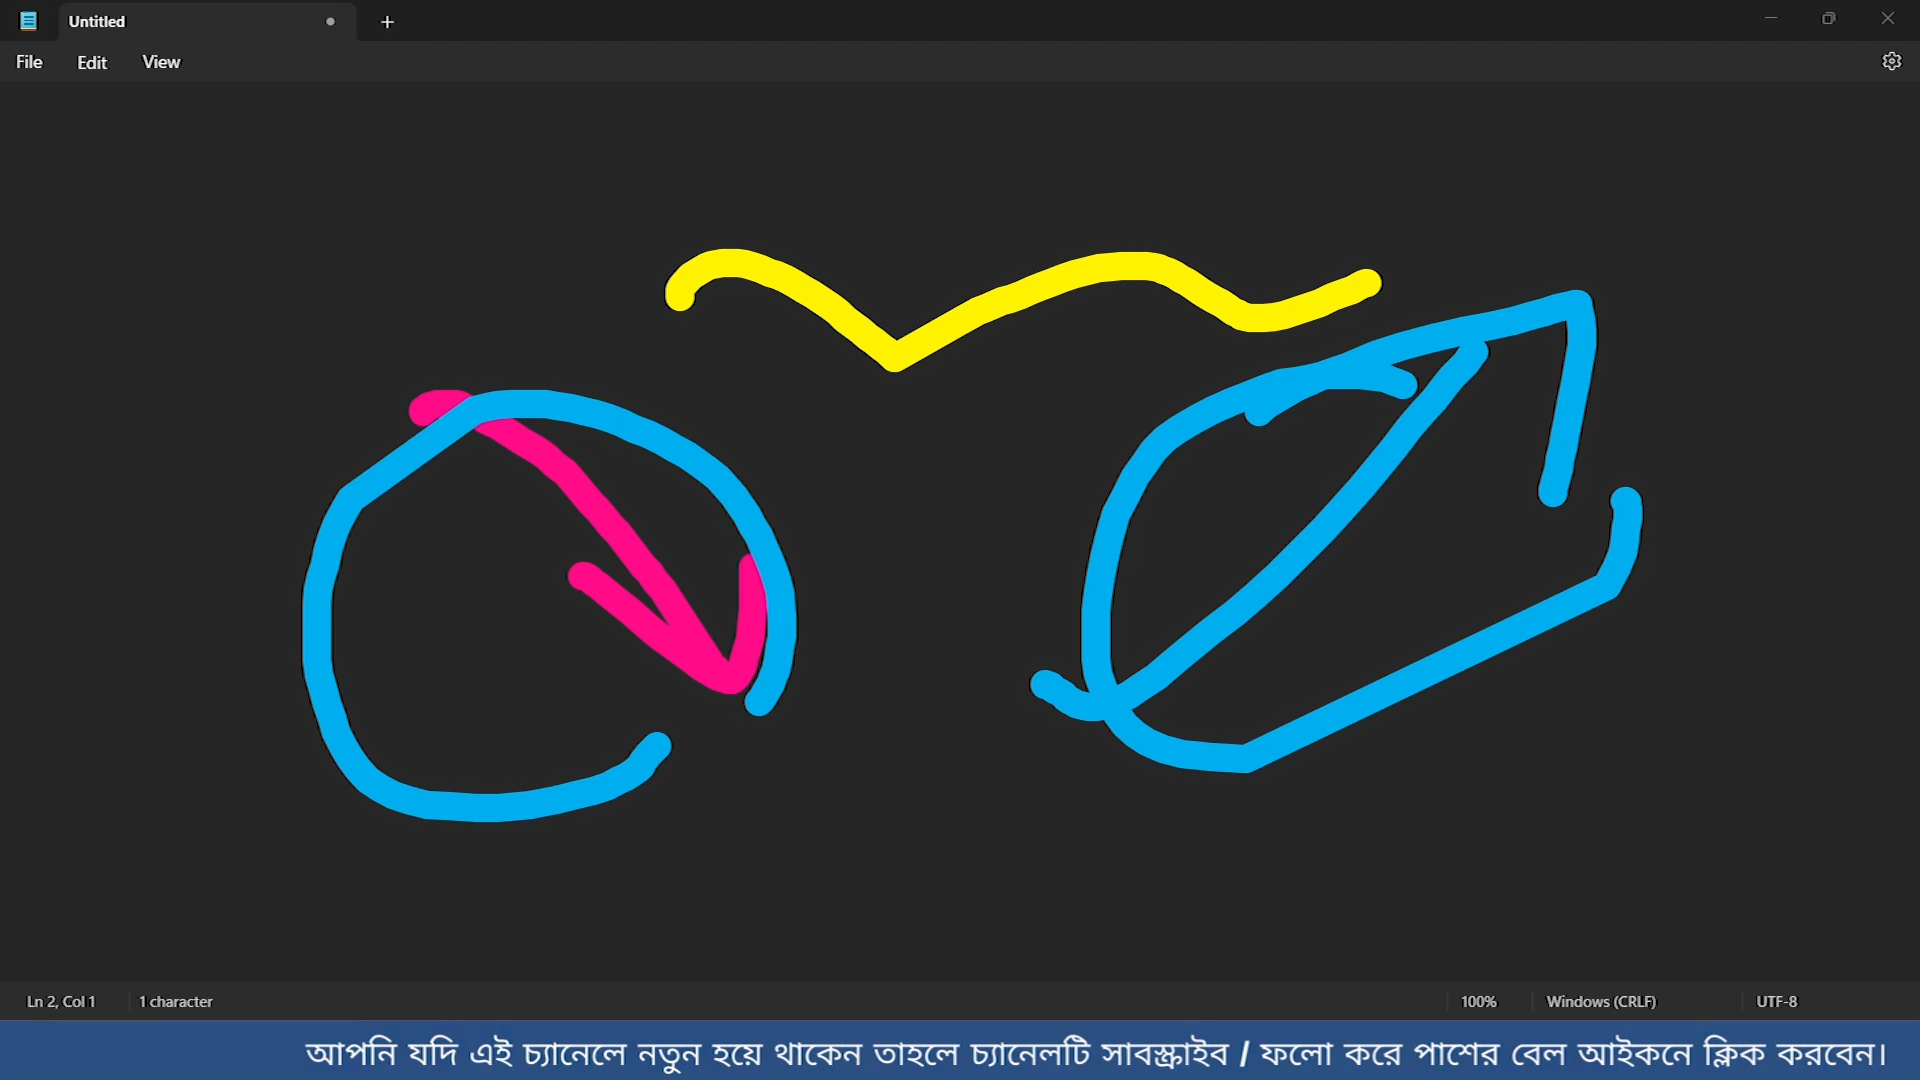 Untitled
File Edit View
Ln 2, Col 1 1 character 100% Windows (CRLF) UTF-8
আপনি যদি এই চ্যানেলে নতুন হয়ে থাকেন তাহলে চ্যানেলটি সাবস্ক্রাইব / ফলো করে পাশের বেল আইকনে ক্লিক করবেন।